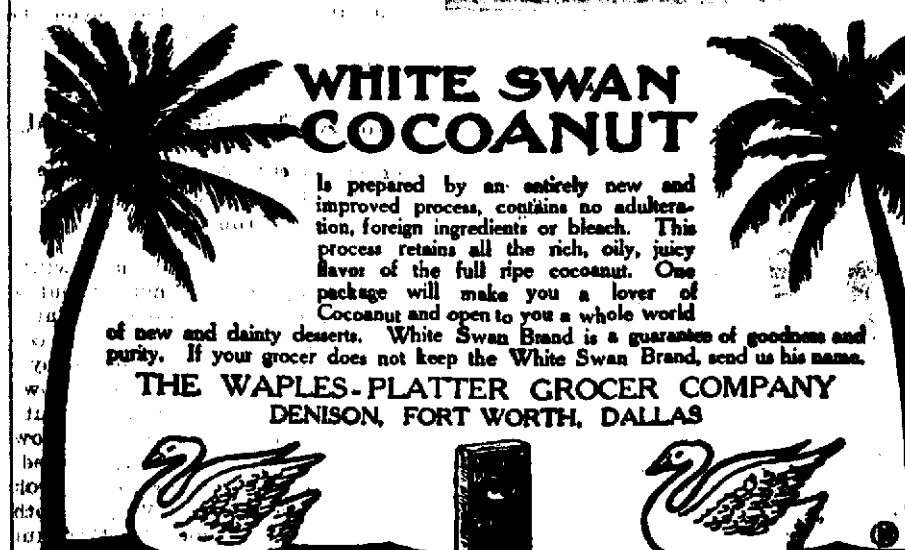 WHITE SWAN
COCOANUT
Is prepared by an entirely new and
improved process, contains no adultera-
tion, foreign ingredients or bleach. This
process retains all the rich, oily, juicy
flavor of the full ripe cocoanut. One
package will make you a lover of
Cocoanut and open to you a whole world
of new and dainty desserts. White Swan Brand is a guarantee of goodness and
purity. If your grocer does not keep the White Swan Brand, send us his name.
THE WAPLES-PLATTER GROCER COMPANY
DENISON, FORT WORTH, DALLAS